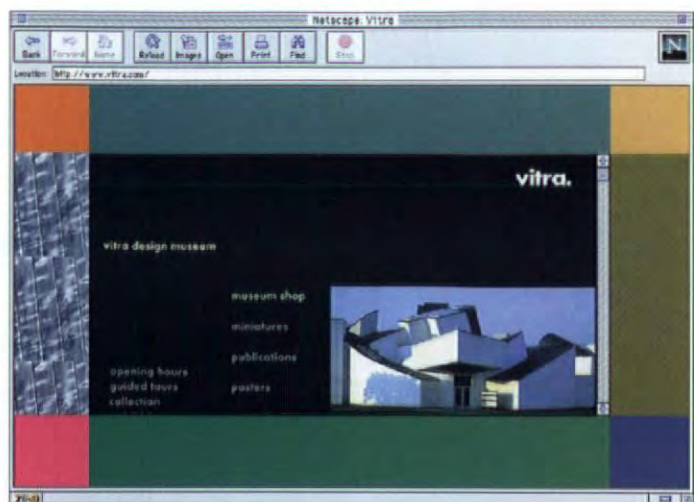 Netscape: Vitra
Back Forward Home Reload Images Open Print Find Stop
Location: http://www.vitra.com/
N
vitra.
vitra design museum
museum shop
miniatures
publications
opening hours
guided tours
posters
collection